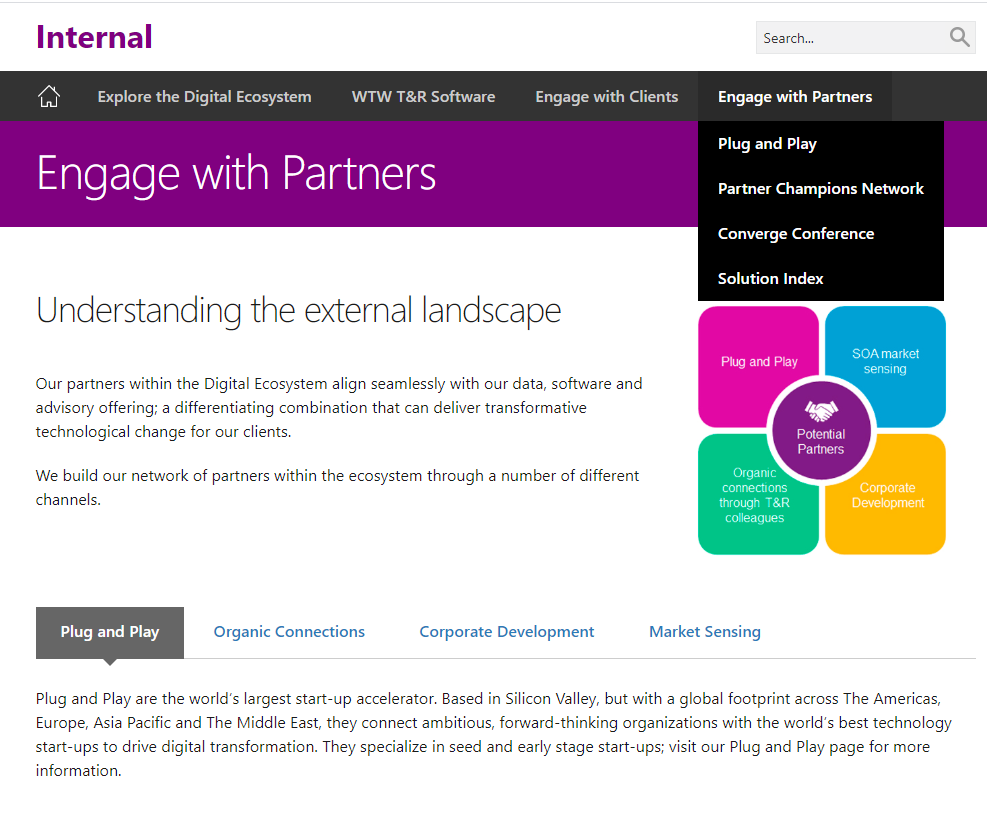 Internal
Search...
Explore the Digital Ecosystem
WTW T&R Software
Engage with Clients
Engage with Partners
Plug and Play
Partner Champions Network
Converge Conference
Solution Index
Engage with Partners
Understanding the external landscape
Our partners within the Digital Ecosystem align seamlessly with our data, software and
advisory offering; a differentiating combination that can deliver transformative
technological change for our clients.
We build our network of partners within the ecosystem through a number of different
channels.
Plug and Play
SOA market
sensing
Potential
Partners
Organic
connections
through T&R
colleagues
Corporate
Development
Plug and Play
Organic Connections
Corporate Development
Market Sensing
Plug and Play are the world's largest start-up accelerator. Based in Silicon Valley, but with a global footprint across The Americas,
Europe, Asia Pacific and The Middle East, they connect ambitious, forward-thinking organizations with the world's best technology
start-ups to drive digital transformation. They specialize in seed and early stage start-ups; visit our Plug and Play page for more
information.